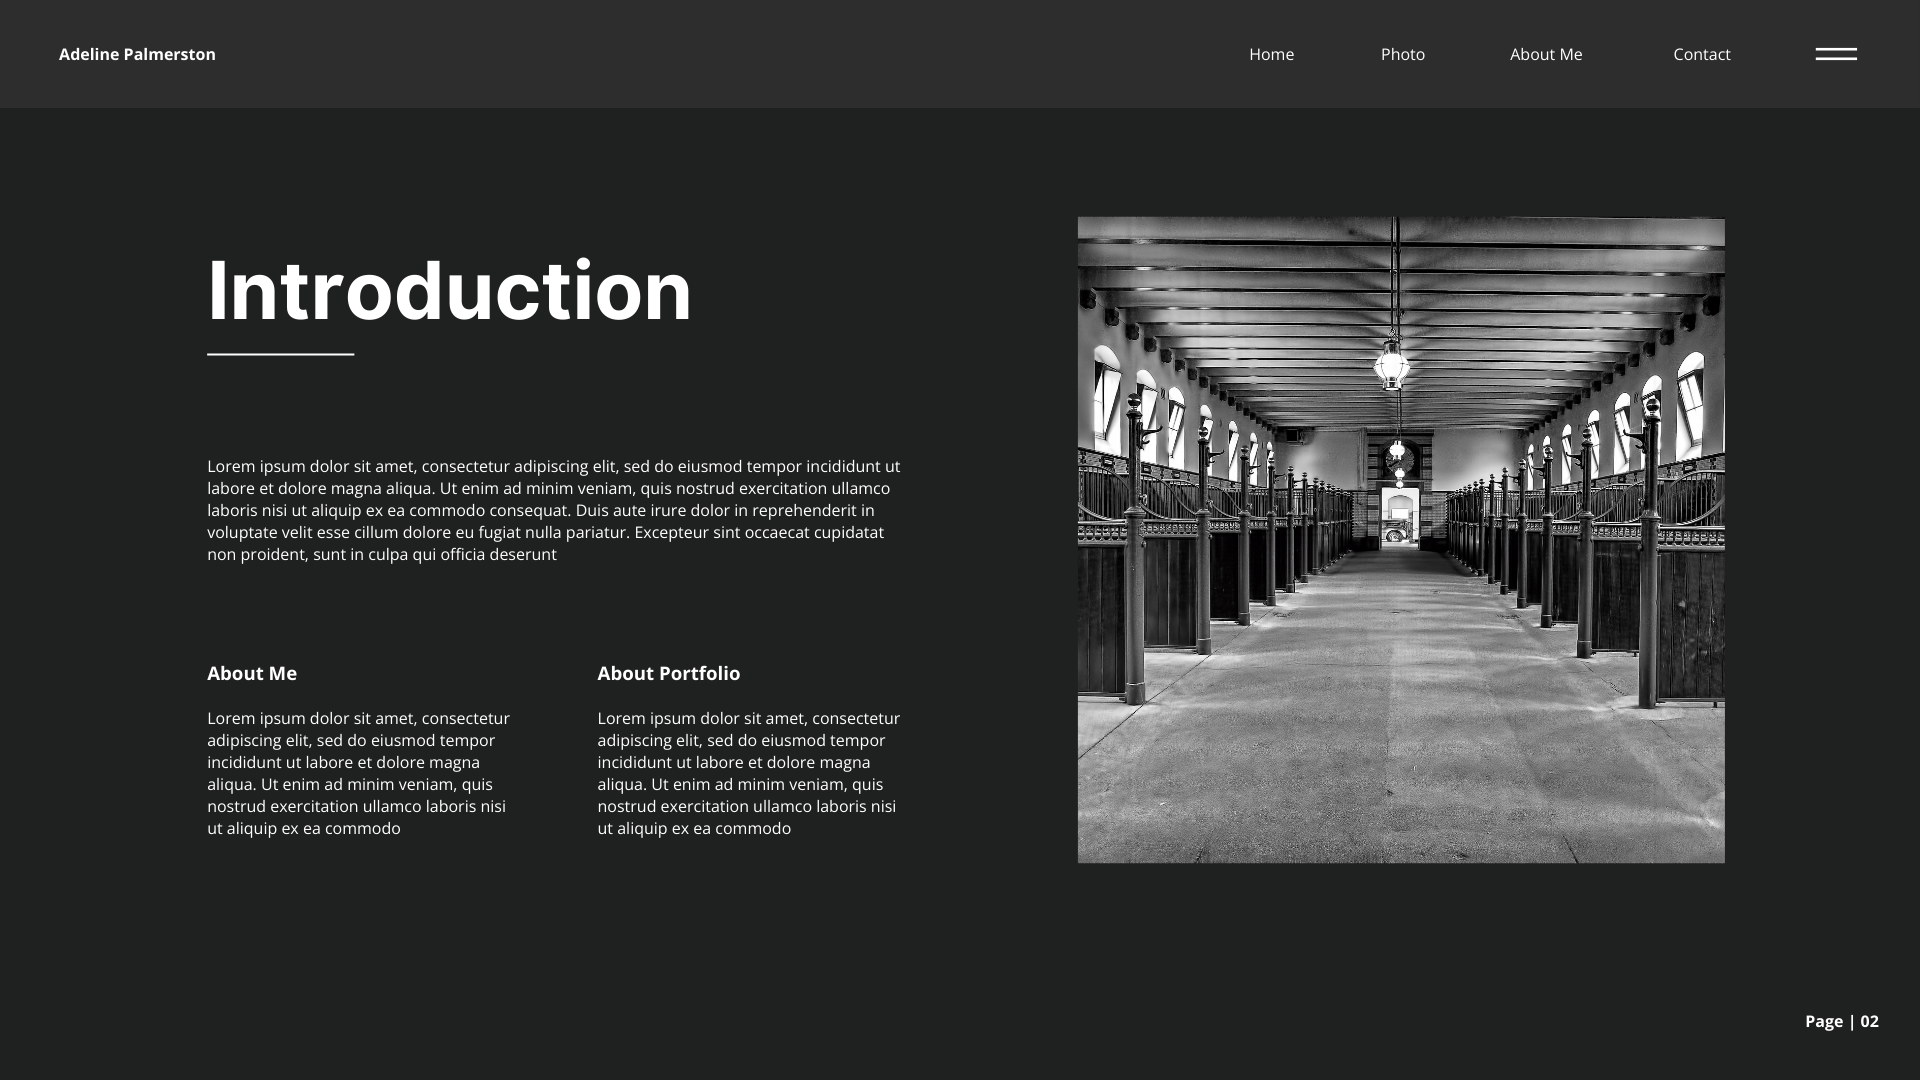 Adeline Palmerston
Home
Photo
About Me
Contact
Introduction
Lorem ipsum dolor sit amet, consectetur adipiscing elit, sed do eiusmod tempor incididunt ut
labore et dolore magna aliqua. Ut enim ad minim veniam, quis nostrud exercitation ullamco
laboris nisi ut aliquip ex ea commodo consequat. Duis aute irure dolor in reprehenderit in
voluptate velit esse cillum dolore eu fugiat nulla pariatur. Excepteur sint occaecat cupidatat
non proident, sunt in culpa qui officia deserunt
About Me
Lorem ipsum dolor sit amet, consectetur
adipiscing elit, sed do eiusmod tempor
incididunt ut labore et dolore magna
aliqua. Ut enim ad minim veniam, quis
nostrud exercitation ullamco laboris nisi
ut aliquip ex ea commodo
About Portfolio
Lorem ipsum dolor sit amet, consectetur
adipiscing elit, sed do eiusmod tempor
incididunt ut labore et dolore magna
aliqua. Ut enim ad minim veniam, quis
nostrud exercitation ullamco laboris nisi
ut aliquip ex ea commodo
Page | 02